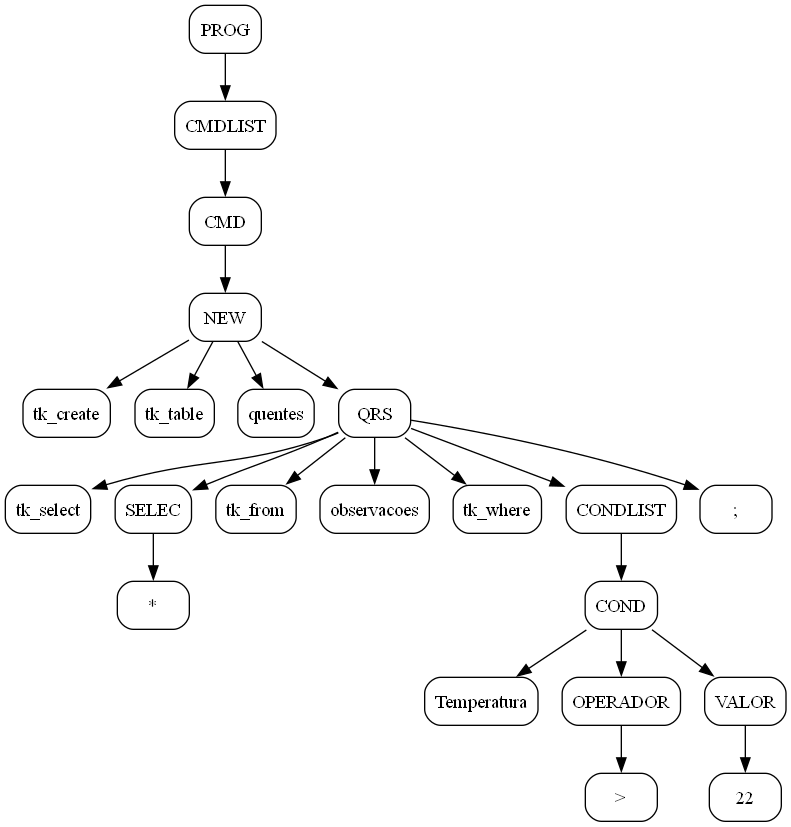 PROG
CMDLIST
CMD
NEW
tk_create
tk_table
quentes
QRS
tk_select
SELEC
tk_from
observacoes
tk_where
CONDLIST
;
*
COND
Temperatura
OPERADOR
VALOR
>
22